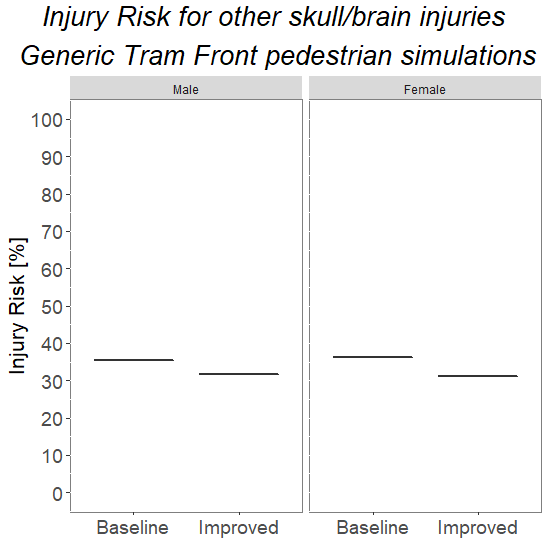 Injury Risk for other skull/brain injuries
Generic Tram Front pedestrian simulations
Male
Female
Injury Risk [%]
100
90
80
70
60
50
40
30
20
10
0
Baseline
Improved
Baseline
Improved